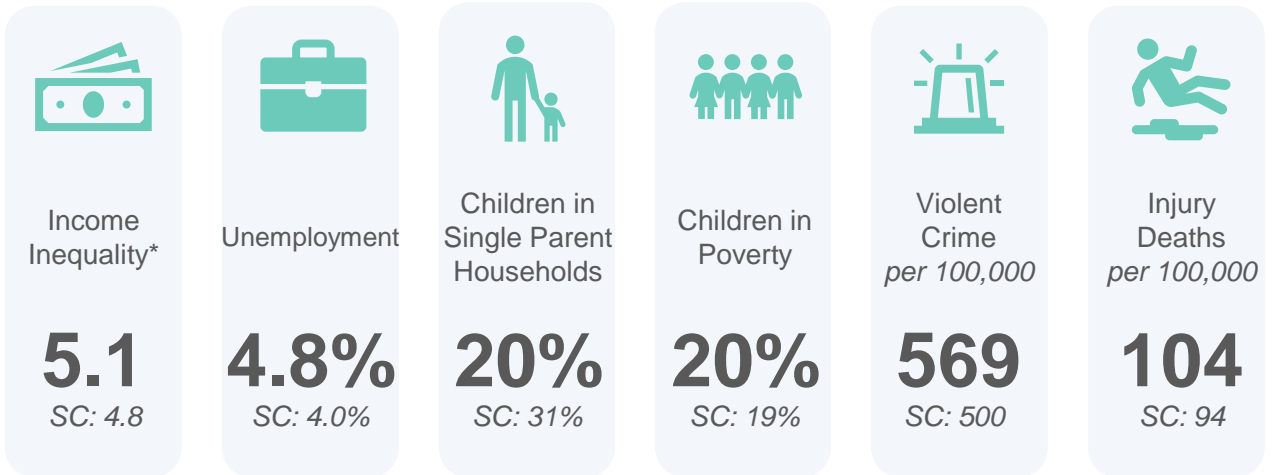 Income
Inequality*
5.1
SC: 4.8
Unemployment
4.8%
SC: 4.0%
Children in
Single Parent
Households
20%
SC: 31%
Children in
Poverty
20%
SC: 19%
Violent
Crime
per 100,000
569
SC: 500
Injury
Deaths
per 100,000
104
SC: 94